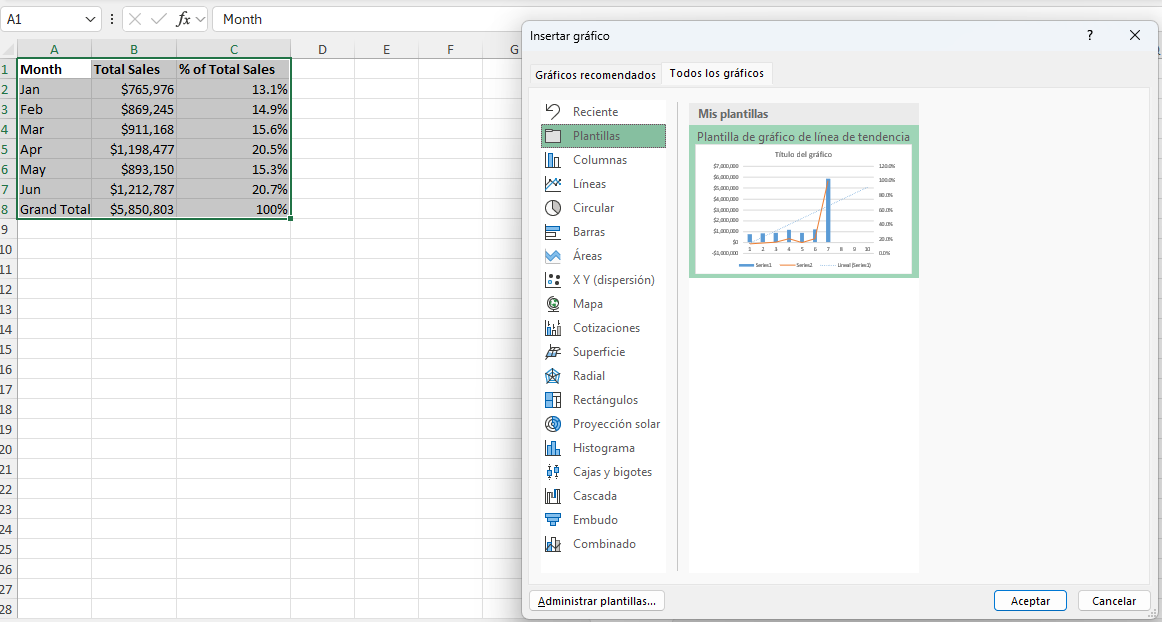 A1
fx
Month
A B C D E F G
1 Month Total Sales % of Total Sales
2 Jan $765,976 13.1%
3 Feb $869,245 14.9%
4 Mar $911,168 15.6%
5 Apr $1,198,477 20.5%
6 May $893,150 15.3%
7 Jun $1,212,787 20.7%
8 Grand Total $5,850,803 100%
9
10
11
12
13
14
15
16
17
18
19
20
21
22
23
24
25
26
27
28
Insertar gráfico
?
Gráficos recomendados
Todos los gráficos
Reciente
Plantillas
Columnas
Líneas
Circular
Barras
Áreas
X Y (dispersión)
Mapa
Cotizaciones
Superficie
Radial
Rectángulos
Proyección solar
Histograma
Cajas y bigotes
Cascada
Embudo
Combinado
Mis plantillas
Plantilla de gráfico de línea de tendencia
Título del gráfico
$7,000,000 120.0%
$6,000,000 100.0%
$5,000,000 80.0%
$4,000,000
$3,000,000 60.0%
$2,000,000
$1,000,000 40.0%
$0 20.0%
-$1,000,000 0.0%
1 2 3 4 5 6 7 8 9 10
Series1 Series2 Lineal (Series1)
Administrar plantillas...
Aceptar
Cancelar